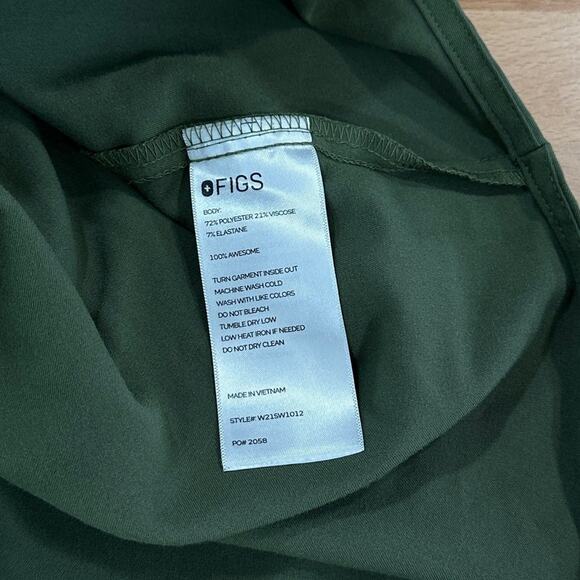 FIGS
BODY:
72% POLYESTER 21% VISCOSE
7% ELASTANE
100% AWESOME
TURN GARMENT INSIDE OUT
MACHINE WASH COLD
WASH WITH LIKE COLORS
DO NOT BLEACH
TUMBLE DRY LOW
LOW HEAT IRON IF NEEDED
DO NOT DRY CLEAN
MADE IN VIETNAM
STYLE#: W21SW1012
PO# 2058